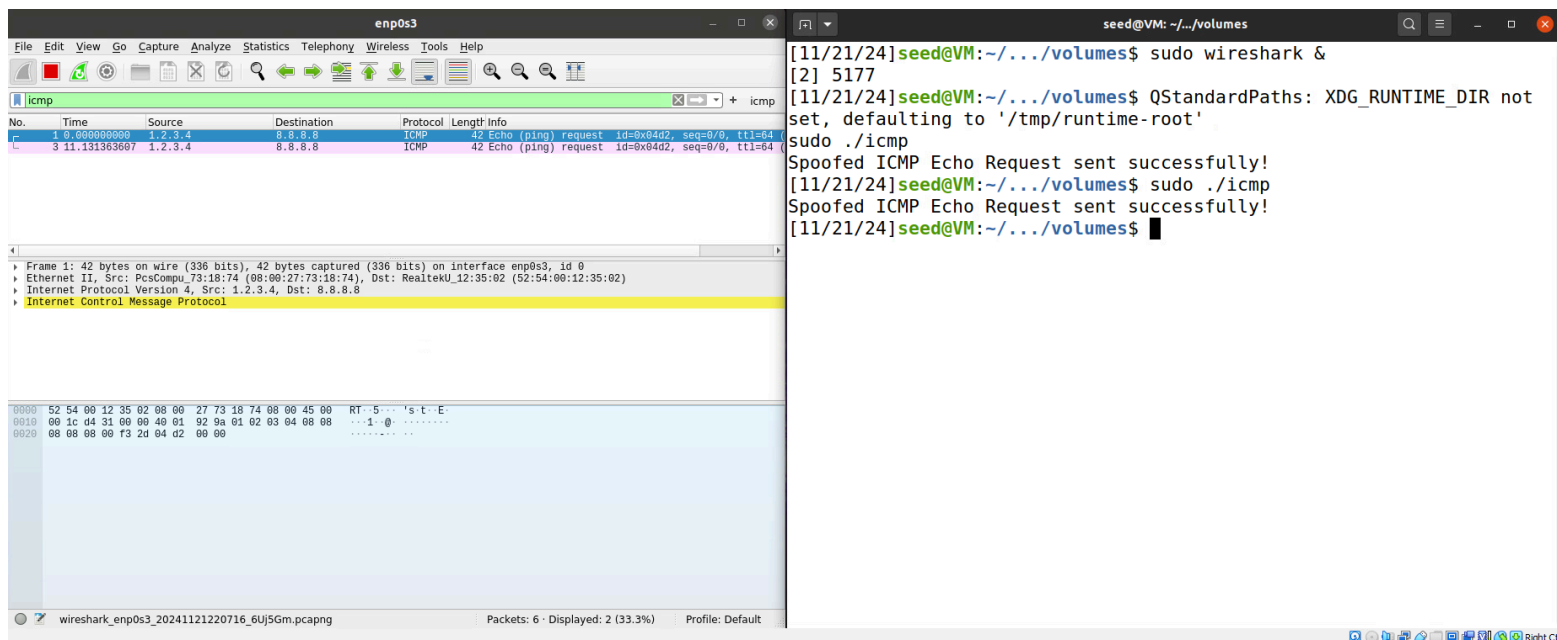 enp0s3
File Edit View Go Capture Analyze Statistics Telephony Wireless Tools Help
icmp + icmp
No. Time Source Destination Protocol Length Info
1 0.000000000 1.2.3.4 8.8.8.8 ICMP 42 Echo (ping) request id=0x04d2, seq=0/0, ttl=64 (
3 11.131363607 1.2.3.4 8.8.8.8 ICMP 42 Echo (ping) request id=0x04d2, seq=0/0, ttl=64 (
Frame 1: 42 bytes on wire (336 bits), 42 bytes captured (336 bits) on interface enp0s3, id 0
Ethernet II, Src: PcsCompu_73:18:74 (08:00:27:73:18:74), Dst: RealtekU_12:35:02 (52:54:00:12:35:02)
Internet Protocol Version 4, Src: 1.2.3.4, Dst: 8.8.8.8
Internet Control Message Protocol
0000 52 54 00 12 35 02 08 00 27 73 18 74 08 00 45 00 RT··5··· 's·t··E·
0010 00 1c d4 31 00 00 40 01 92 9a 01 02 03 04 08 08 ···1··@· ········
0020 08 08 08 00 f3 2d 04 d2 00 00 ·····-·· ··
wireshark_enp0s3_20241121220716_6Uj5Gm.pcapng Packets: 6 · Displayed: 2 (33.3%) Profile: Default
seed@VM: ~/.../volumes
[11/21/24]seed@VM:~/.../volumes$ sudo wireshark &
[2] 5177
[11/21/24]seed@VM:~/.../volumes$ QStandardPaths: XDG_RUNTIME_DIR not
set, defaulting to '/tmp/runtime-root'
sudo ./icmp
Spoofed ICMP Echo Request sent successfully!
[11/21/24]seed@VM:~/.../volumes$ sudo ./icmp
Spoofed ICMP Echo Request sent successfully!
[11/21/24]seed@VM:~/.../volumes$
Right C